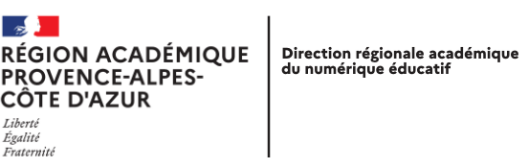 RÉGION ACADÉMIQUE
PROVENCE-ALPES-
CÔTE D'AZUR
Liberté
Égalité
Fraternité
Direction régionale académique
du numérique éducatif